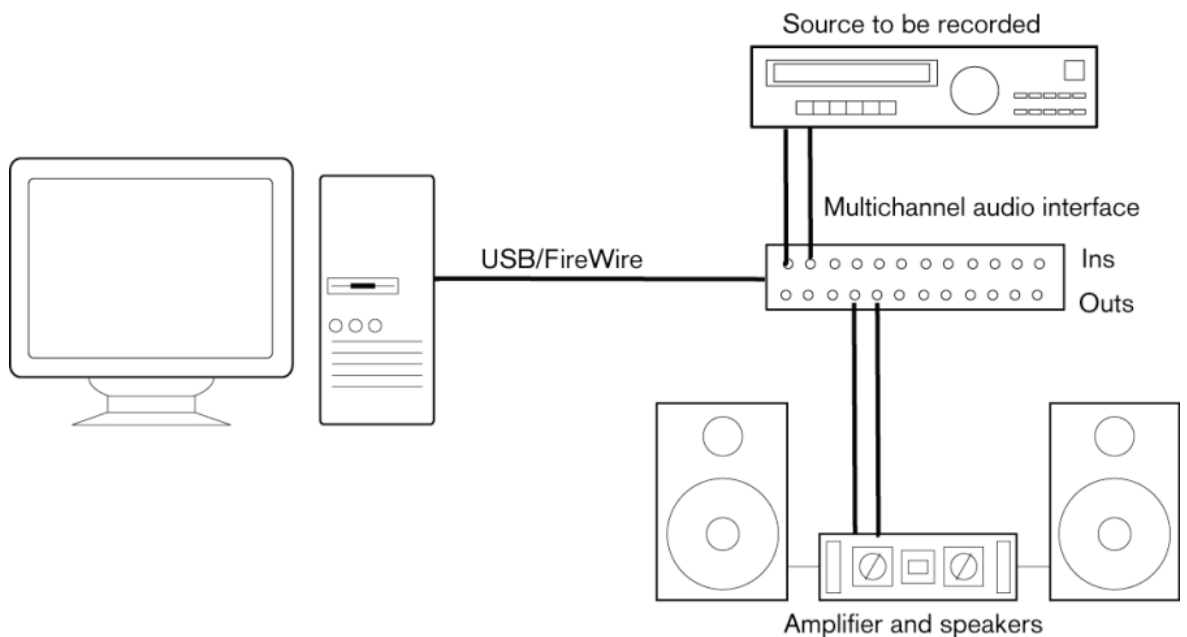 Source to be recorded
Multichannel audio interface
USB/FireWire
Ins
Outs
Amplifier and speakers